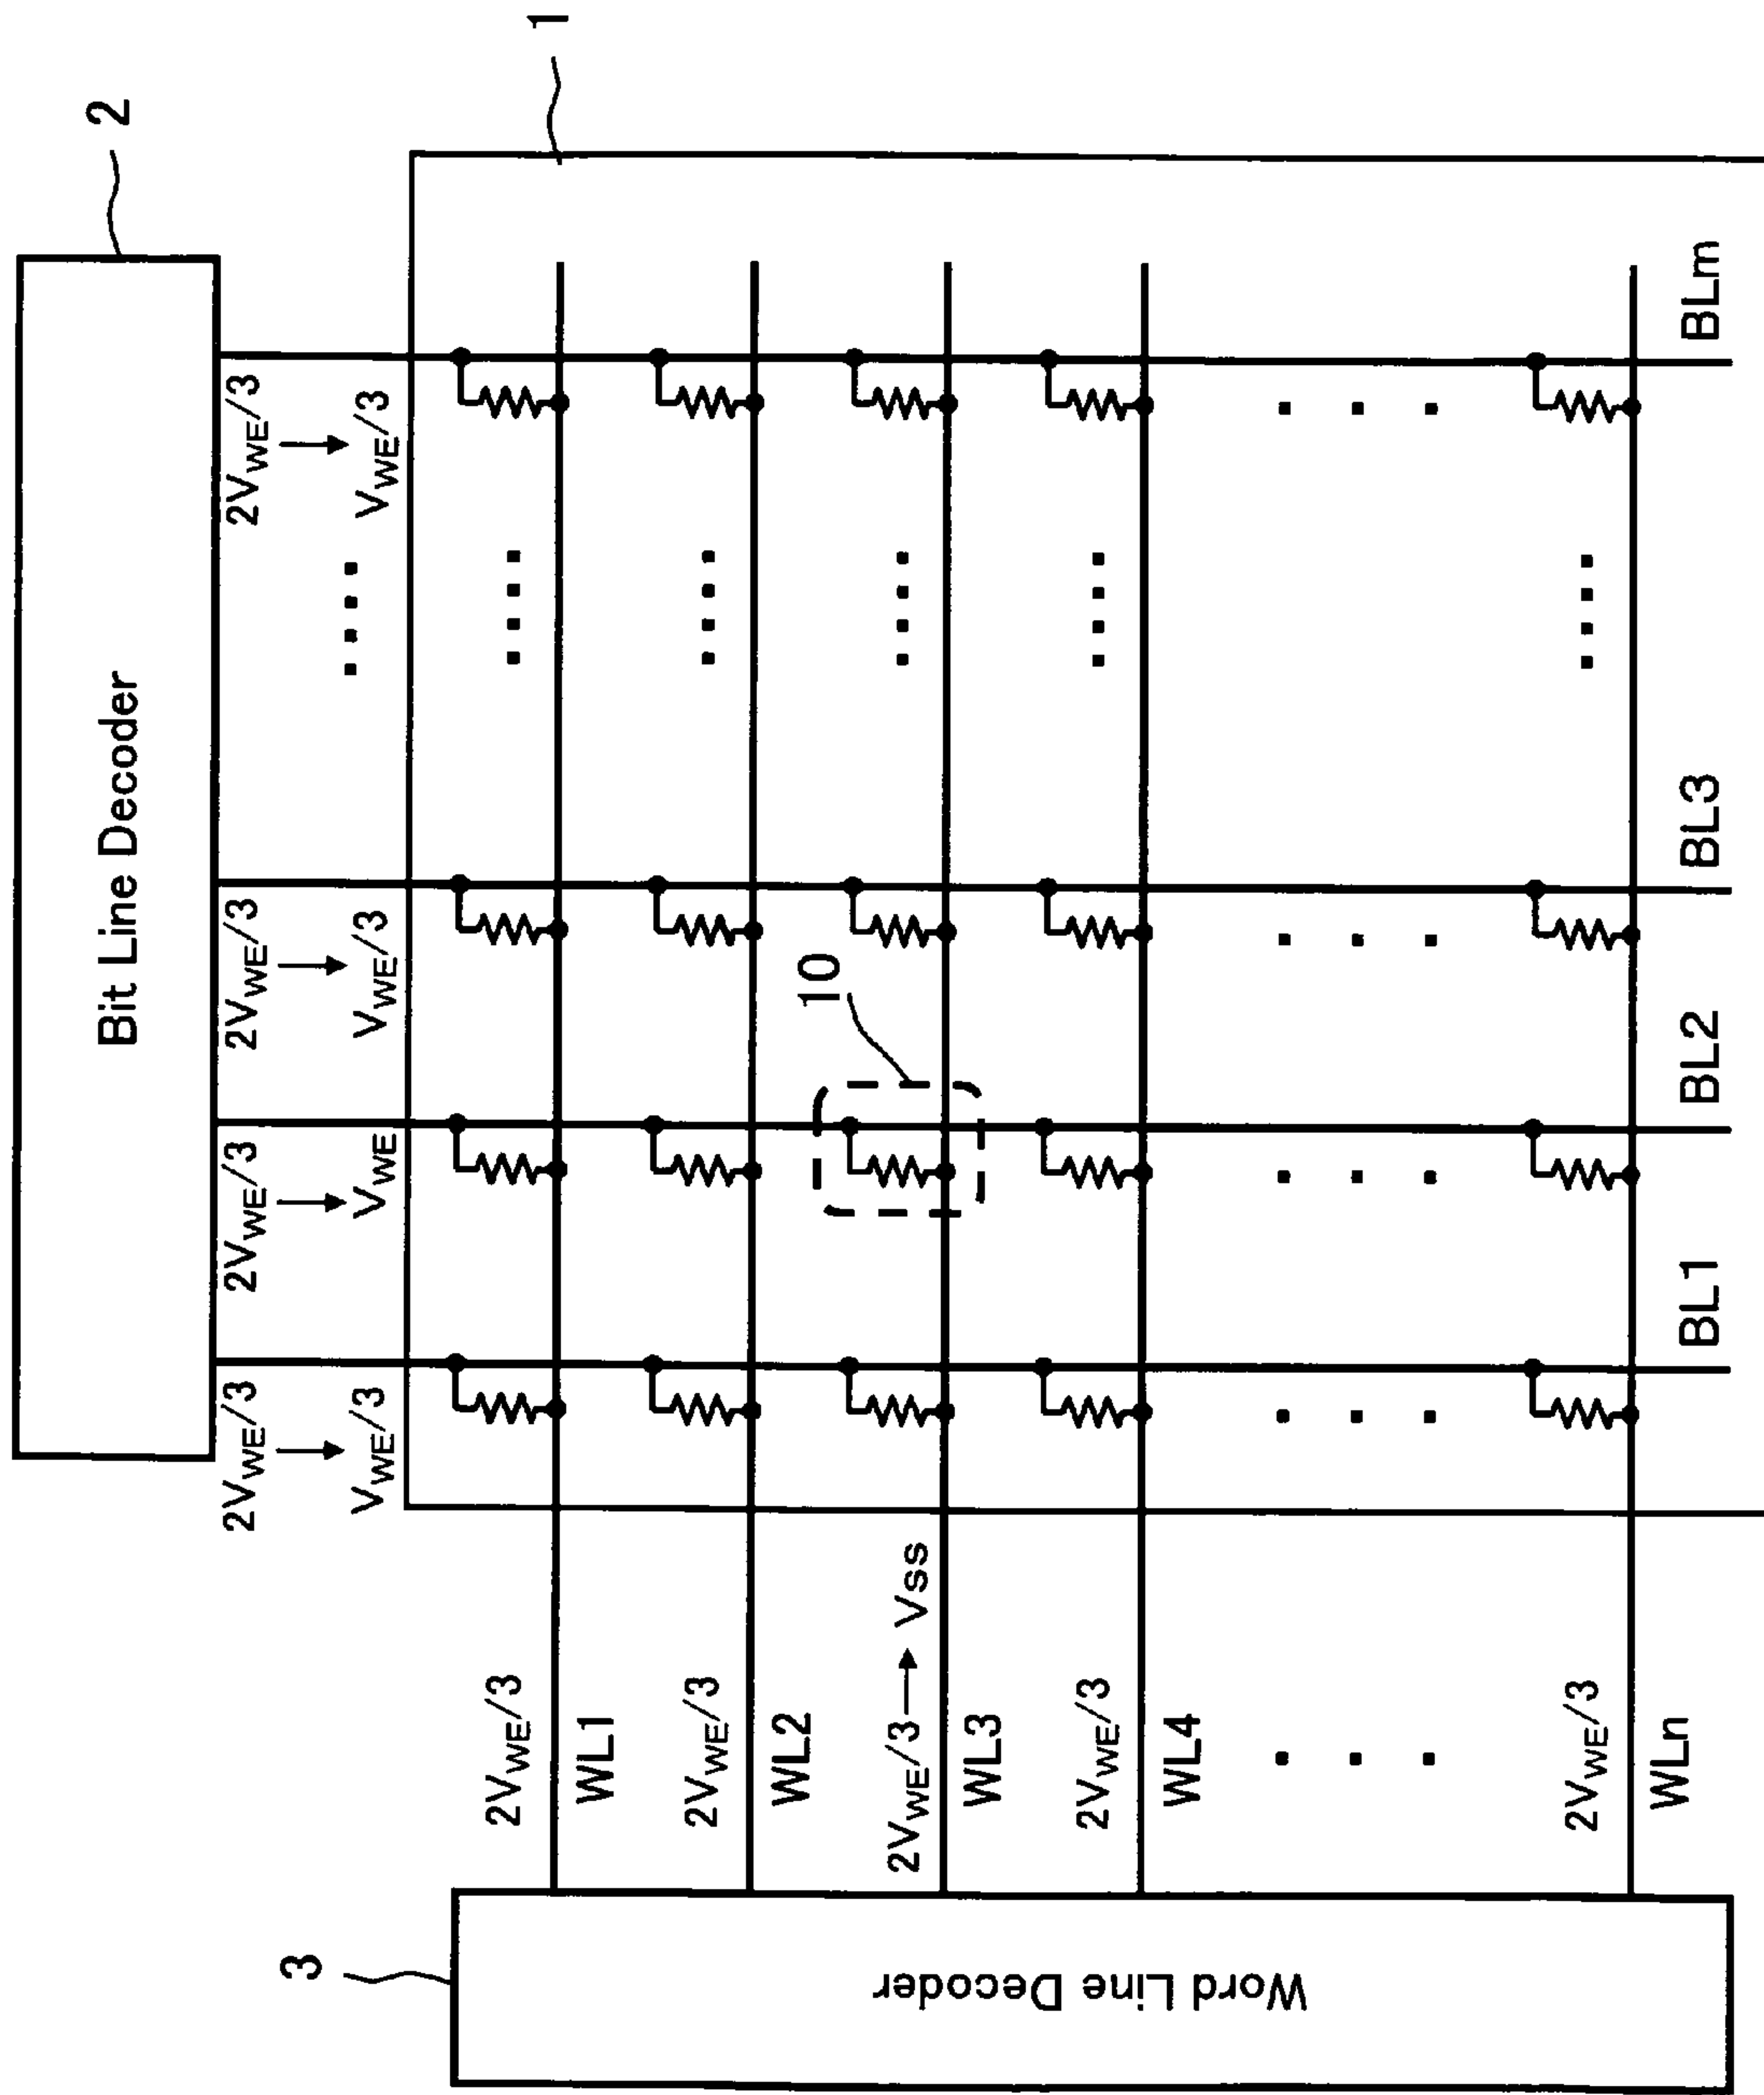 2
1
3
Bit Line Decoder
2VWE/3 → VWE/3
2VWE/3 → VWE
2VWE/3 → VWE/3
. . . .
2VWE/3 → VWE/3
Word Line Decoder
2VWE/3
WL1
2VWE/3
WL2
2VWE/3 → Vss
WL3
2VWE/3
WL4
. . .
2VWE/3
WLn
10
BL1
BL2
BL3
BLm